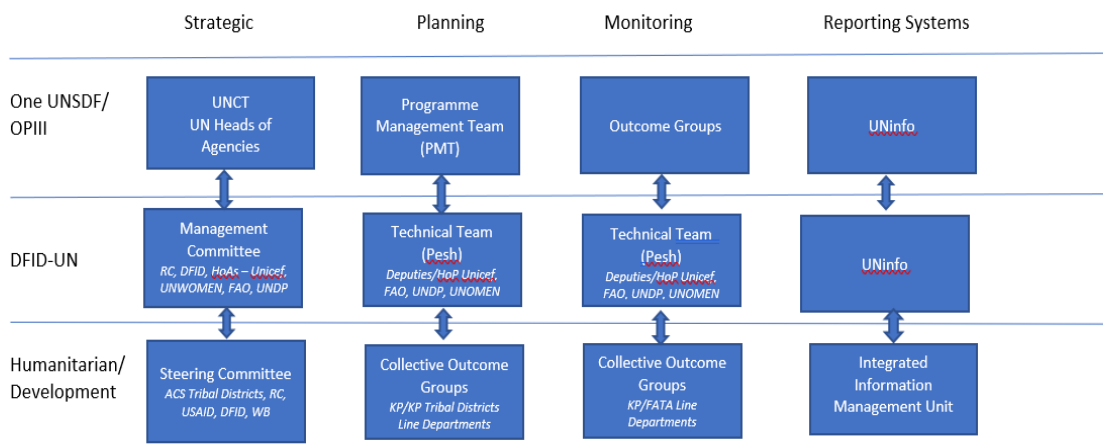 Strategic
Planning
Monitoring
Reporting Systems
One UNSDF/
OPIII
UNCT
UN Heads of
Agencies
Programme
Management Team
(PMT)
Outcome Groups
UNinfo
DFID-UN
Management
Committee
RC, DFID, HoAs – Unicef,
UNWOMEN, FAO, UNDP
Technical Team
(Pesh)
Deputies/HoP Unicef,
FAO, UNDP, UNOMEN
Technical Team
(Pesh)
Deputies/HoP Unicef,
FAO, UNDP, UNOMEN
UNinfo
Humanitarian/
Development
Steering Committee
ACS Tribal Districts, RC,
USAID, DFID, WB
Collective Outcome
Groups
KP/KP Tribal Districts
Line Departments
Collective Outcome
Groups
KP/FATA Line
Departments
Integrated
Information
Management Unit